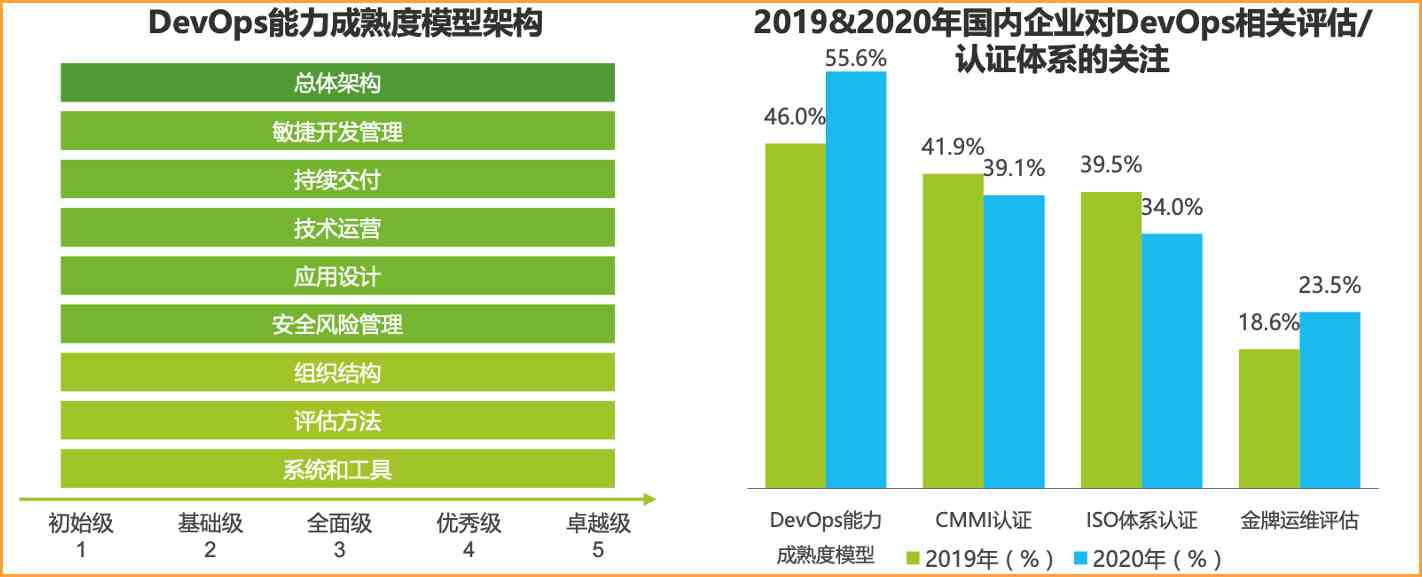 DevOps能力成熟度模型架构
总体架构
敏捷开发管理
持续交付
技术运营
应用设计
安全风险管理
组织结构
评估方法
系统和工具
初始级 基础级 全面级 优秀级 卓越级
1 2 3 4 5
2019&2020年国内企业对DevOps相关评估/
认证体系的关注
55.6%
46.0%
41.9%
39.1%
39.5%
34.0%
23.5%
18.6%
DevOps能力 CMMI认证 ISO体系认证 金牌运维评估
成熟度模型
2019年（%） 2020年（%）